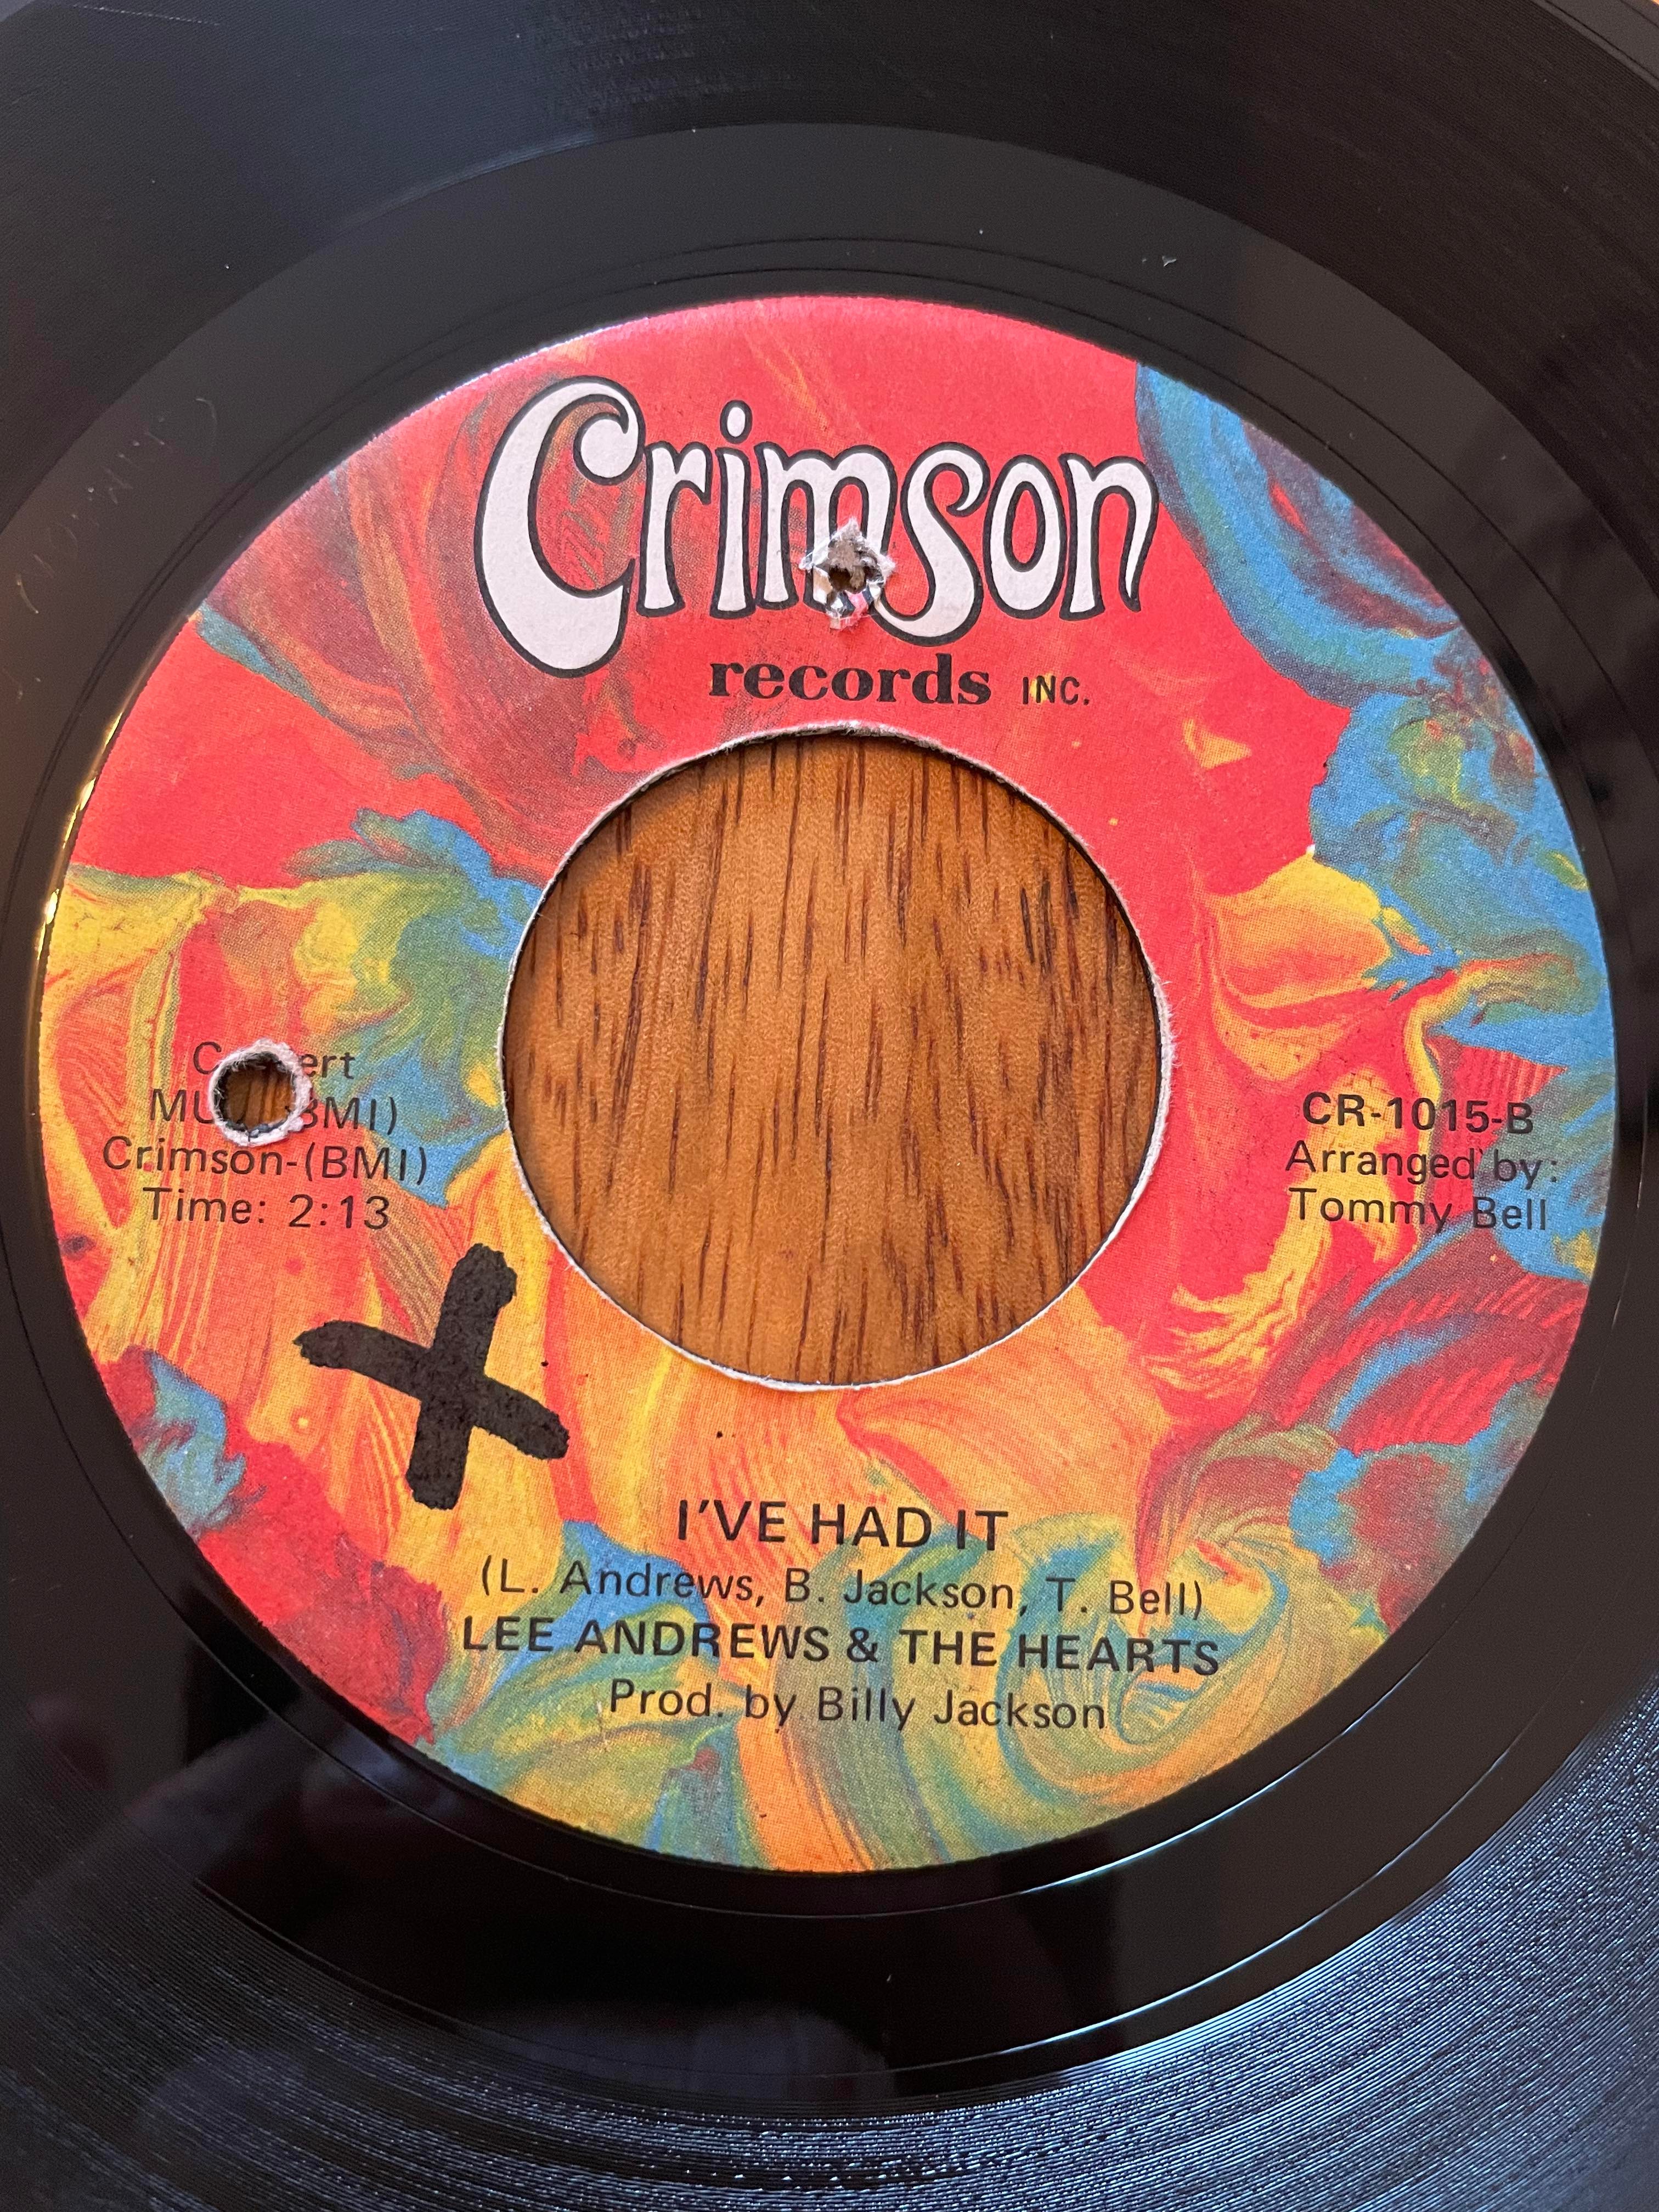 Crimson
records INC.
Crimson-(BMI)
Time: 2:13
CR-1015-B
Arranged by:
Tommy Bell
I'VE HAD IT
(L. Andrews, B. Jackson, T. Bell)
LEE ANDREWS & THE HEARTS
Prod. by Billy Jackson